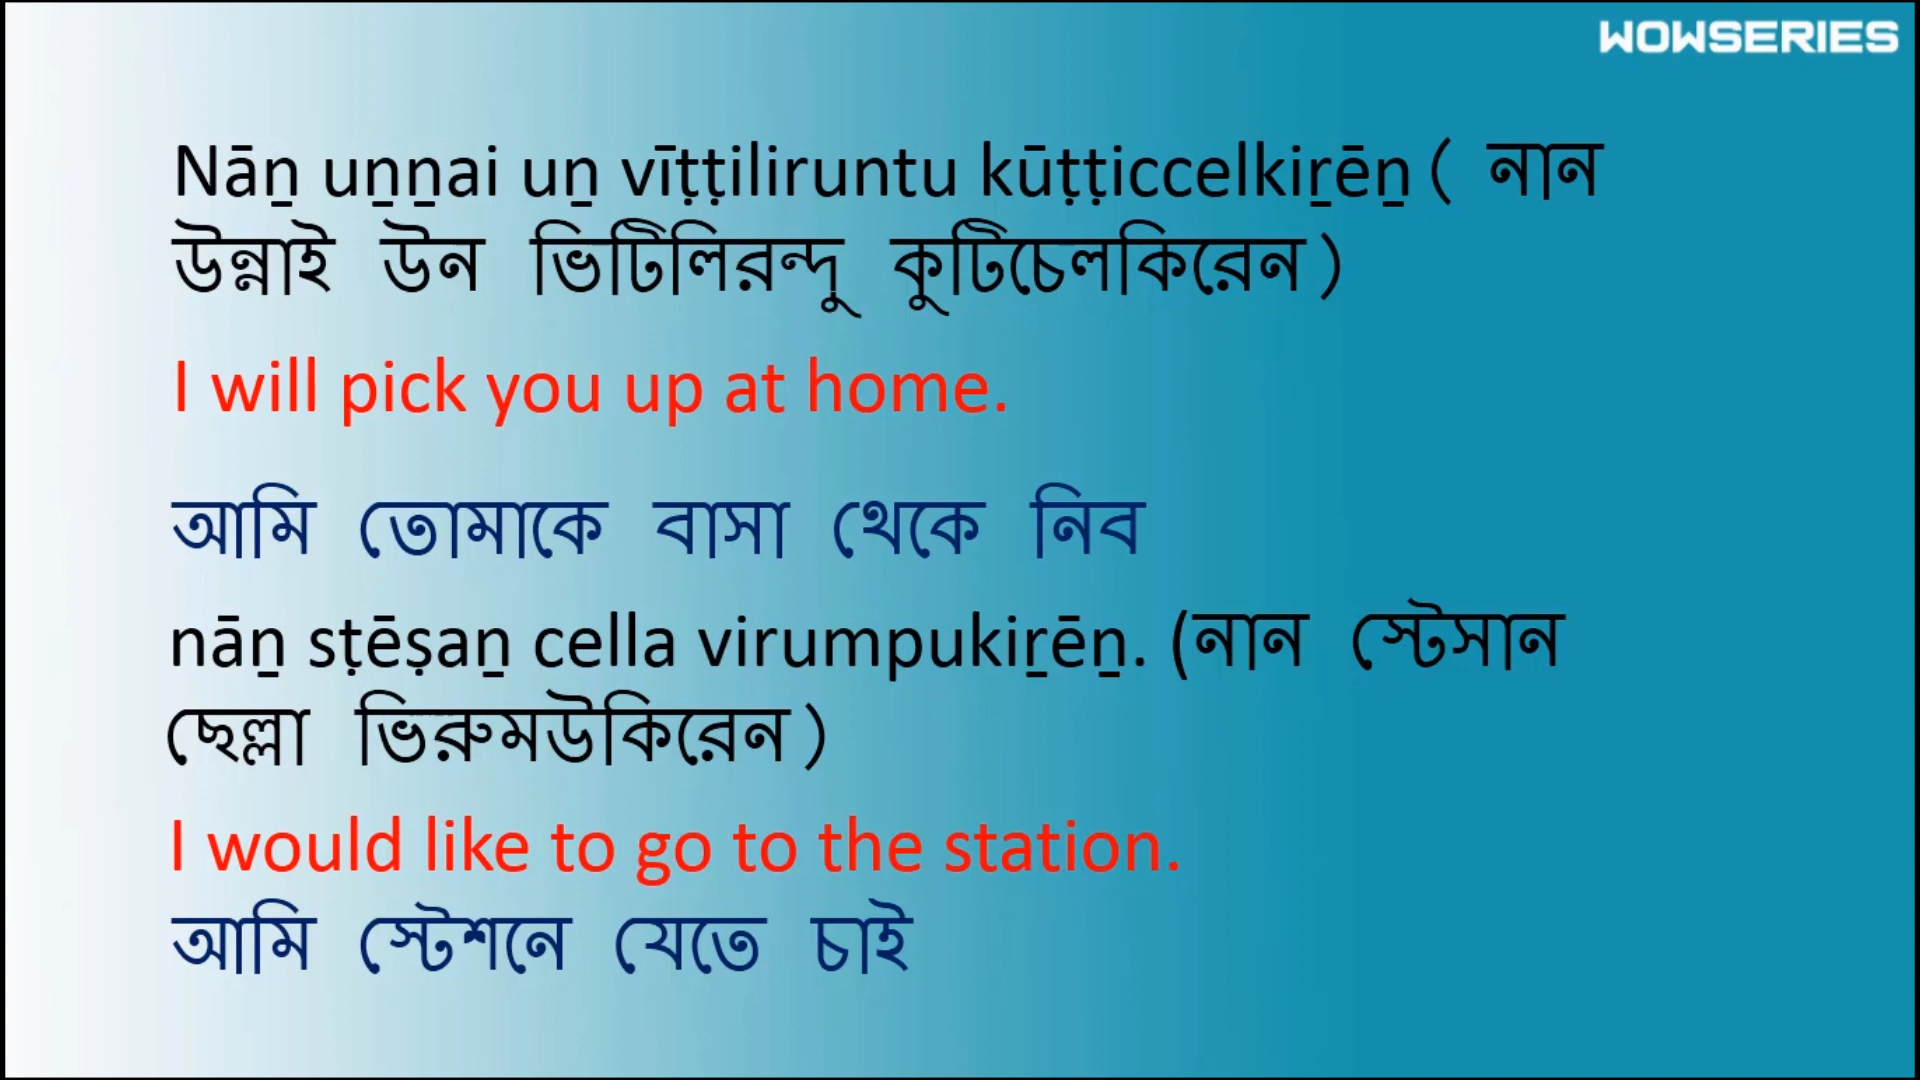 WOWSERIES
Nāṉ uṉṉai uṉ vīṭṭiliruntu kūṭṭiccelkiṟēṉ ( নান
উন্নাই উন ভিটিলিরন্দু কুটিচেলকিরেন )
I will pick you up at home.
আমি তোমাকে বাসা থেকে নিব
nāṉ sṭēṣaṉ cella virumpukiṟēṉ. (নান স্টেসান
ছেল্লা ভিরুমউকিরেন )
I would like to go to the station.
আমি স্টেশনে যেতে চাই